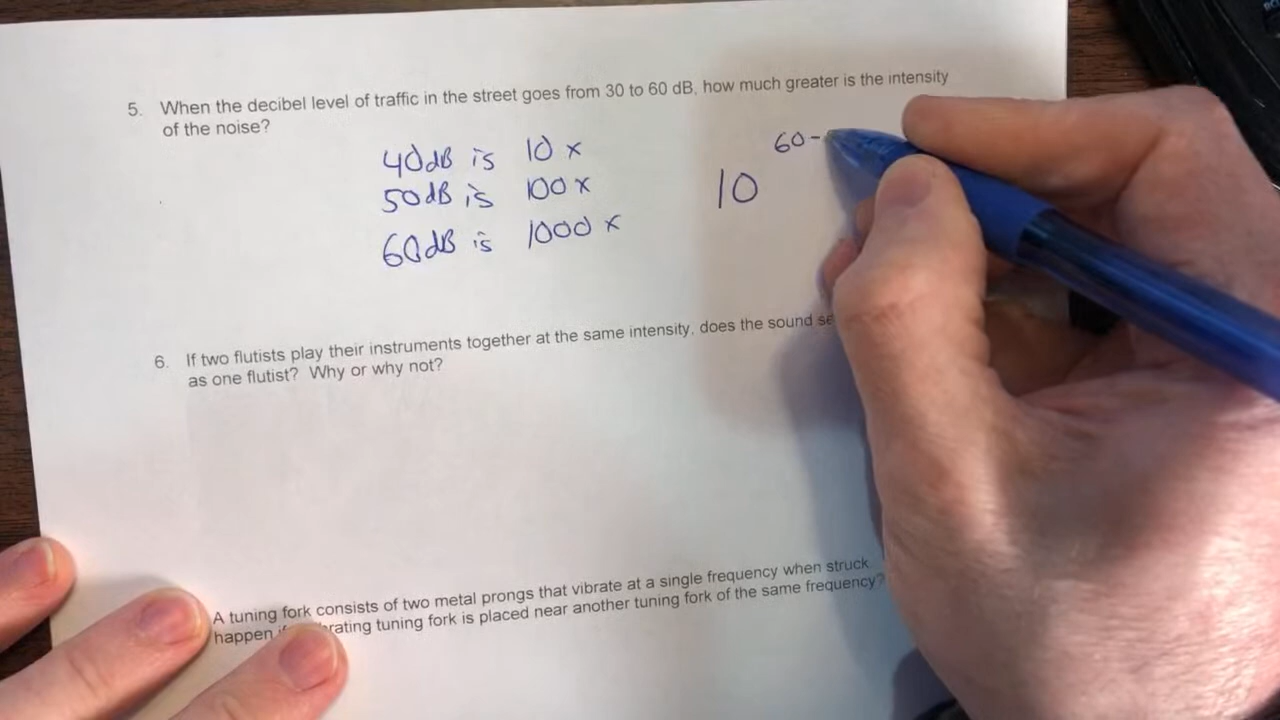 5. When the decibel level of traffic in the street goes from 30 to 60 dB, how much greater is the intensity
of the noise?
40dB is 10 x
50dB is 100 x
60dB is 1000 x
10 60-
6. If two flutists play their instruments together at the same intensity, does the sound
as one flutist? Why or why not?
A tuning fork consists of two metal prongs that vibrate at a single frequency when struck
happen tuning fork is placed near another tuning fork of the same frequency?